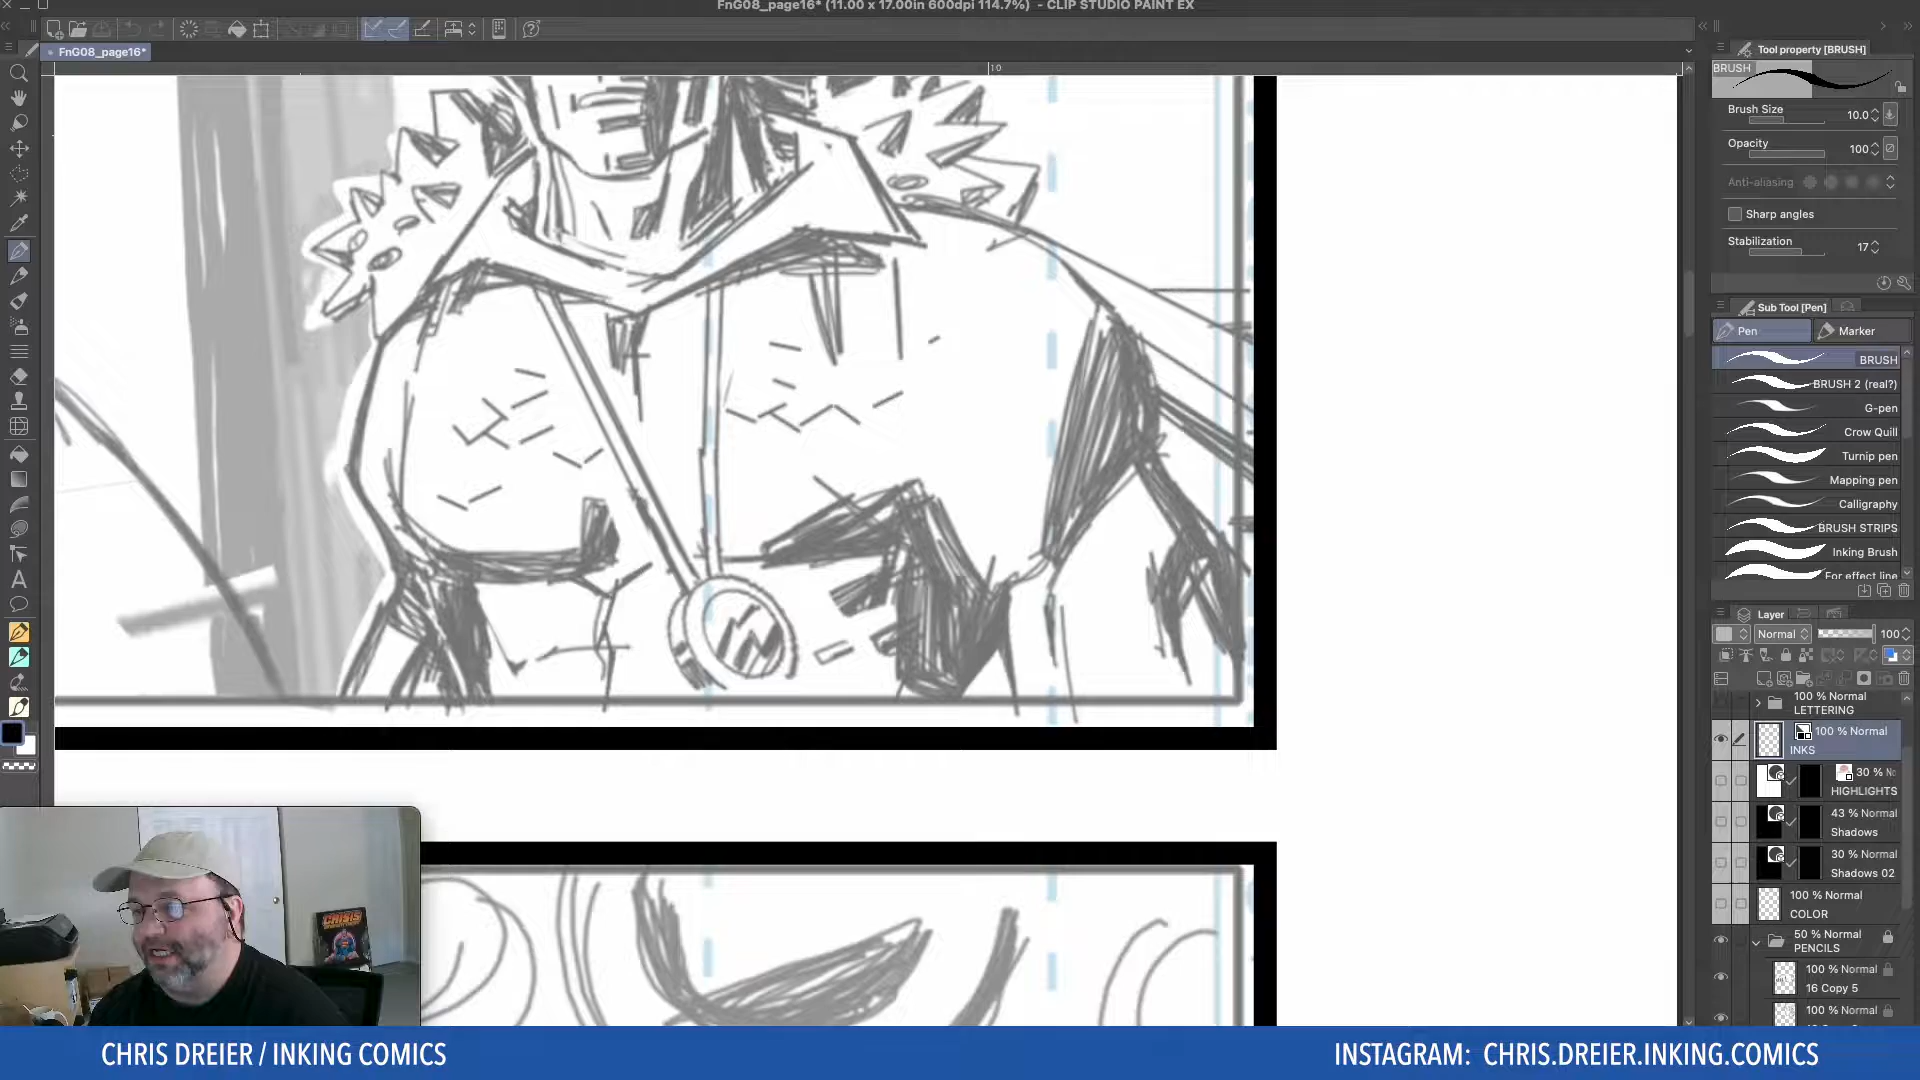 FnG08_page16* (11.00 x 17.00in 600dpi 114.7%) - CLIP STUDIO PAINT EX
FnG08_page16*
10
Tool property [BRUSH]
BRUSH
Brush Size 10.0
Opacity 100
Anti-aliasing
Sharp angles
Stabilization 17
Sub Tool [Pen]
Pen Marker
BRUSH
BRUSH 2 (real?)
G-pen
Crow Quill
Turnip pen
Mapping pen
Calligraphy
BRUSH STRIPS
Inking Brush
For effect line
Layer
Normal 100
100 % Normal
LETTERING
100 % Normal
INKS
30 %
HIGHLIGHTS
43 % Normal
Shadows
30 % Normal
Shadows 02
100 % Normal
COLOR
50 % Normal
PENCILS
100 % Normal
16 Copy 5
100 % Normal
CRISIS
CHRIS DREIER / INKING COMICS
INSTAGRAM: CHRIS.DREIER.INKING.COMICS